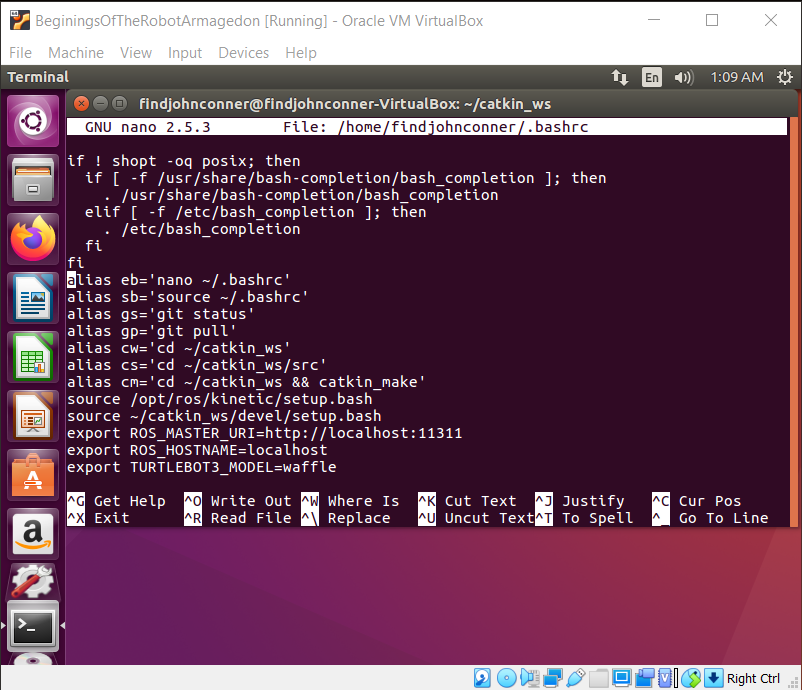 BeginingsOfTheRobotArmagedon [Running] - Oracle VM VirtualBox
File Machine View Input Devices Help
Terminal En 1:09 AM
findjohnconner@findjohnconner-VirtualBox: ~/catkin_ws
GNU nano 2.5.3 File: /home/findjohnconner/.bashrc
if ! shopt -oq posix; then
  if [ -f /usr/share/bash-completion/bash_completion ]; then
    . /usr/share/bash-completion/bash_completion
  elif [ -f /etc/bash_completion ]; then
    . /etc/bash_completion
  fi
fi
alias eb='nano ~/.bashrc'
alias sb='source ~/.bashrc'
alias gs='git status'
alias gp='git pull'
alias cw='cd ~/catkin_ws'
alias cs='cd ~/catkin_ws/src'
alias cm='cd ~/catkin_ws && catkin_make'
source /opt/ros/kinetic/setup.bash
source ~/catkin_ws/devel/setup.bash
export ROS_MASTER_URI=http://localhost:11311
export ROS_HOSTNAME=localhost
export TURTLEBOT3_MODEL=waffle
^G Get Help ^O Write Out ^W Where Is ^K Cut Text ^J Justify ^C Cur Pos
^X Exit ^R Read File ^\ Replace ^U Uncut Text ^T To Spell ^_ Go To Line
Right Ctrl